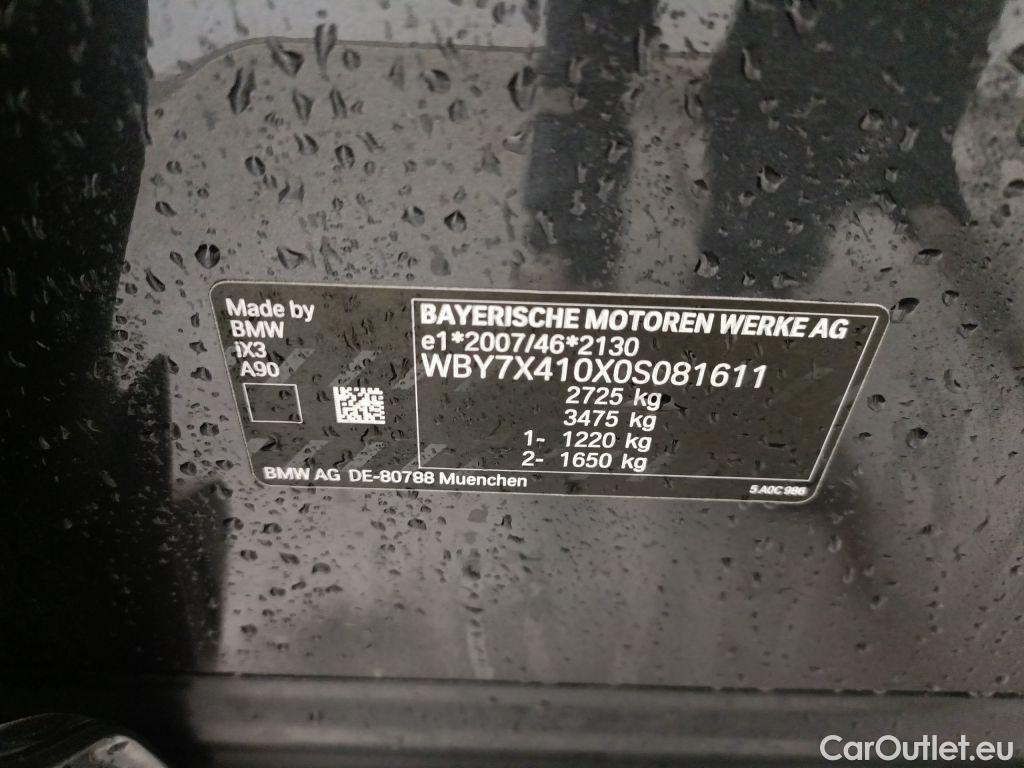 Made by
BMW
iX3
A90
BAYERISCHE MOTOREN WERKE AG
e1*2007/46*2130
WBY7X410X0S081611
2725 kg
3475 kg
1- 1220 kg
2- 1650 kg
BMW AG DE-80788 Muenchen
5 A0C 986
CarOutlet.eu